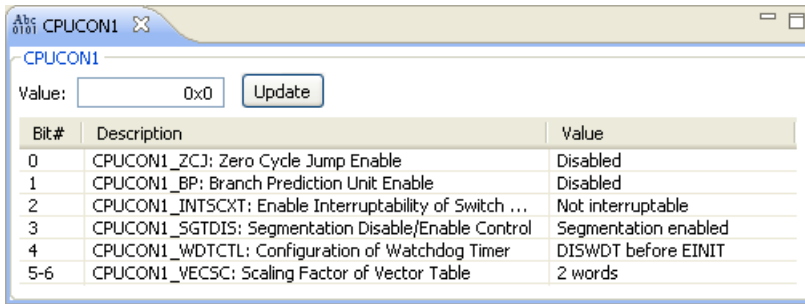 Abc
0101 CPUCON1
CPUCON1
Value: 0x0 Update
Bit# Description Value
0 CPUCON1_ZCJ: Zero Cycle Jump Enable Disabled
1 CPUCON1_BP: Branch Prediction Unit Enable Disabled
2 CPUCON1_INTSCXT: Enable Interruptability of Switch ... Not interruptable
3 CPUCON1_SGTDIS: Segmentation Disable/Enable Control Segmentation enabled
4 CPUCON1_WDTCTL: Configuration of Watchdog Timer DISWDT before EINIT
5-6 CPUCON1_VECSC: Scaling Factor of Vector Table 2 words